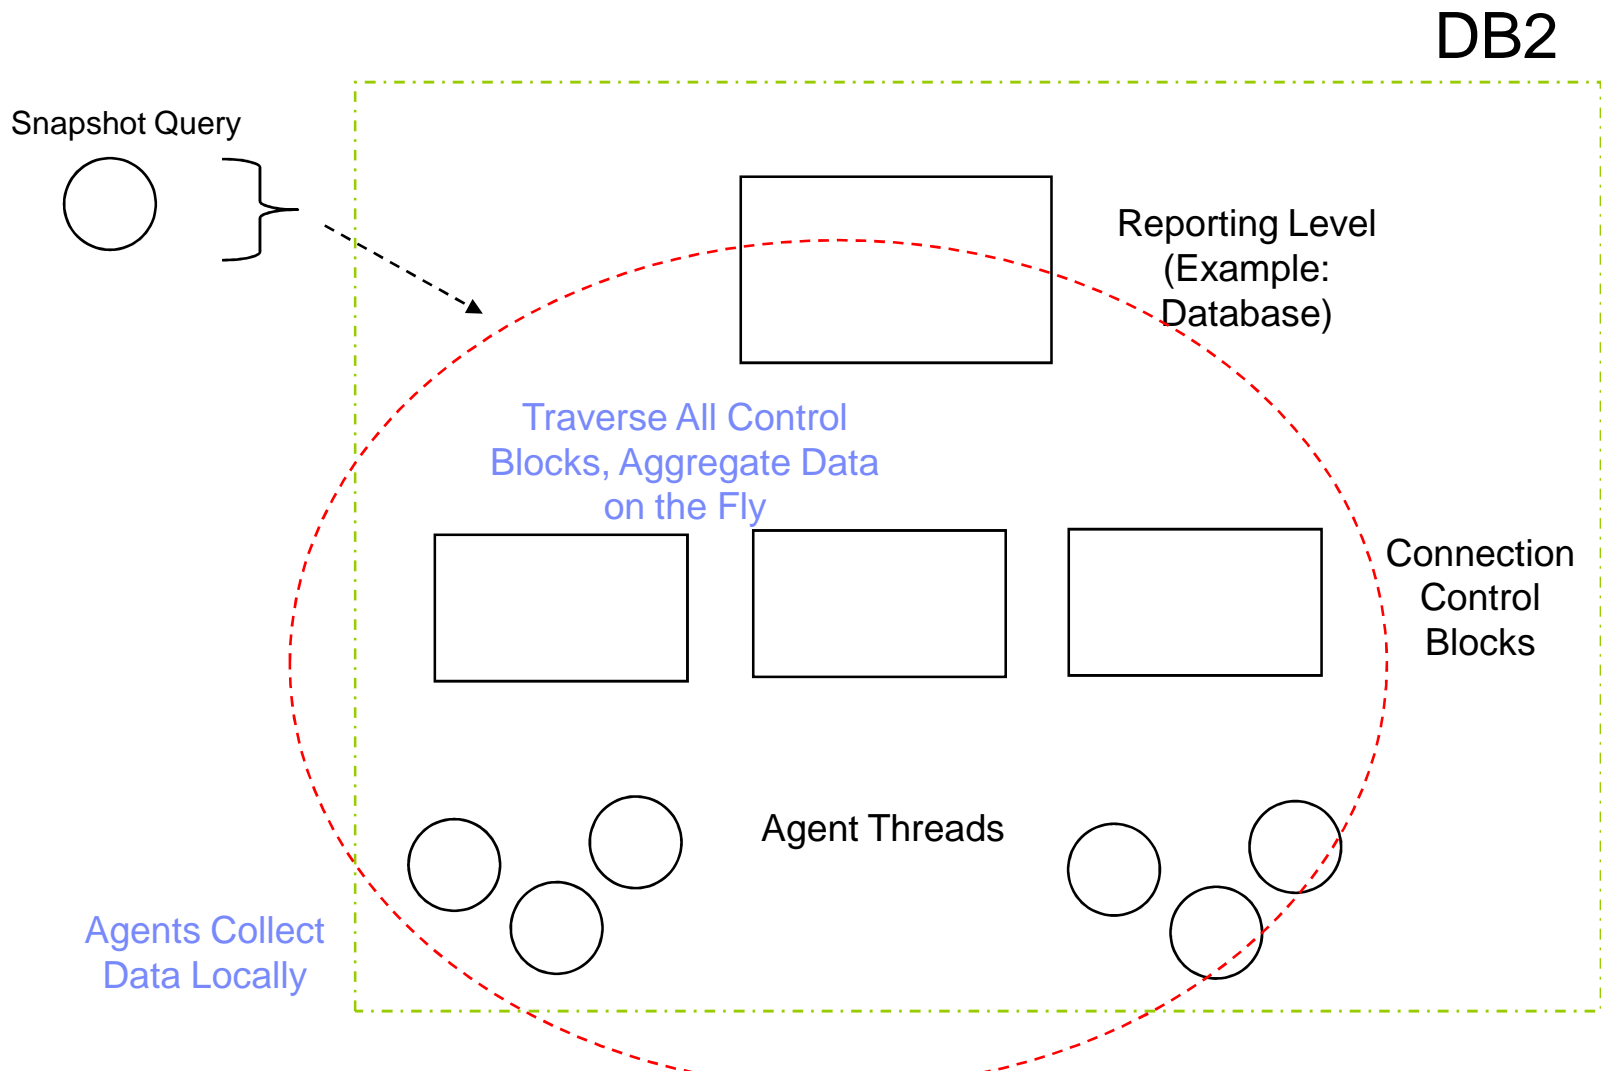 DB2
Snapshot Query
Reporting Level
(Example:
Database)
Traverse All Control
Blocks, Aggregate Data
on the Fly
Connection
Control
Blocks
Agent Threads
Agents Collect
Data Locally